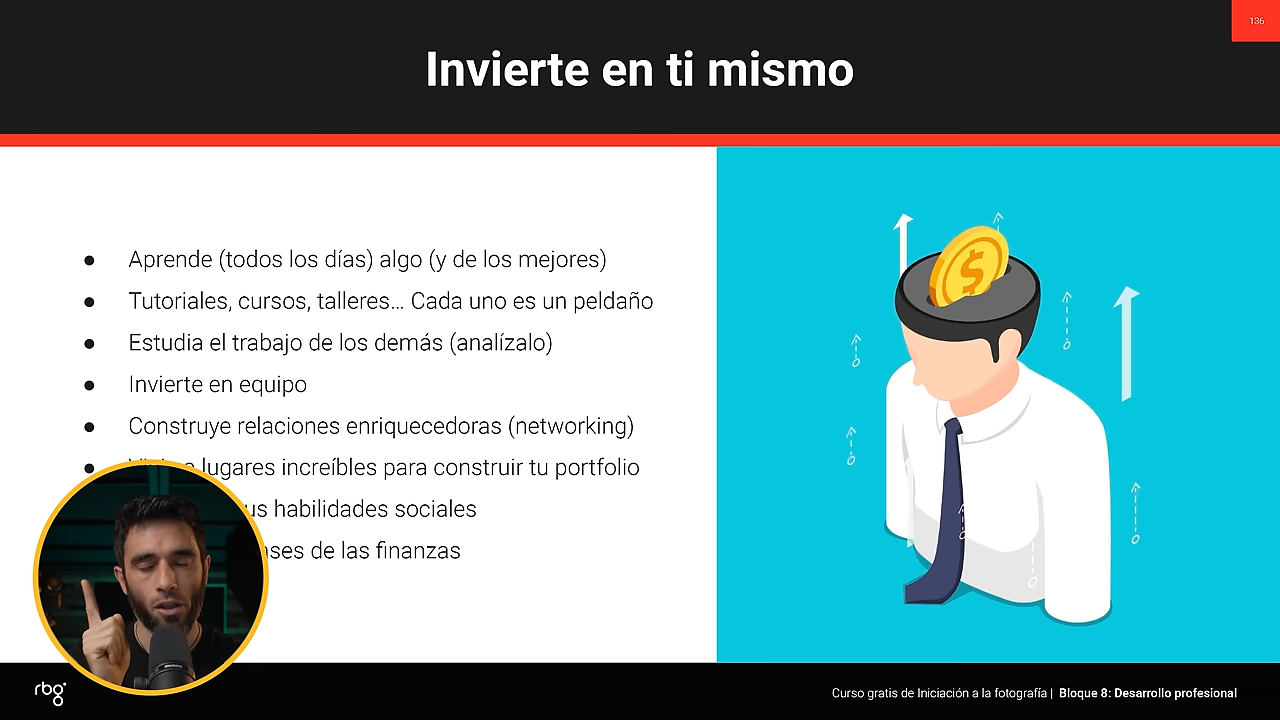 136
Invierte en ti mismo
● Aprende (todos los días) algo (y de los mejores)
● Tutoriales, cursos, talleres... Cada uno es un peldaño
● Estudia el trabajo de los demás (analízalo)
● Invierte en equipo
● Construye relaciones enriquecedoras (networking)
● lugares increíbles para construir tu portfolio
habilidades sociales
de las finanzas
$
rbg
Curso gratis de Iniciación a la fotografía | Bloque 8: Desarrollo profesional